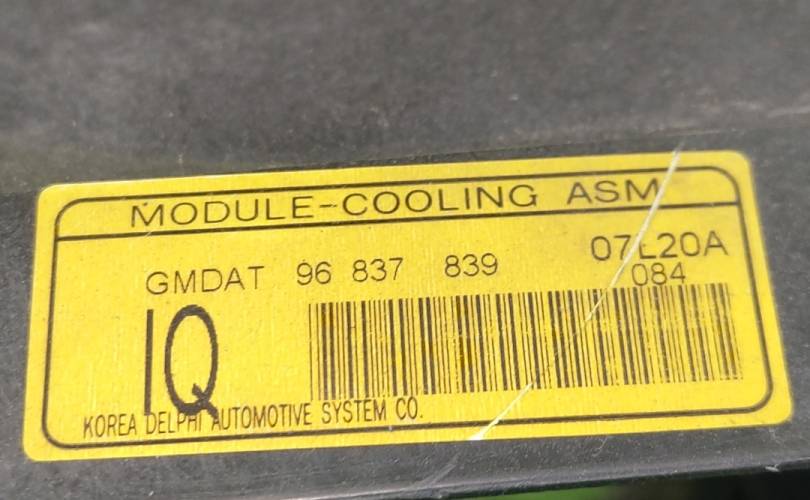 MODULE-COOLING ASM
GMDAT 96 837 839 07L20A
084
IQ
KOREA DELPHI AUTOMOTIVE SYSTEM CO.